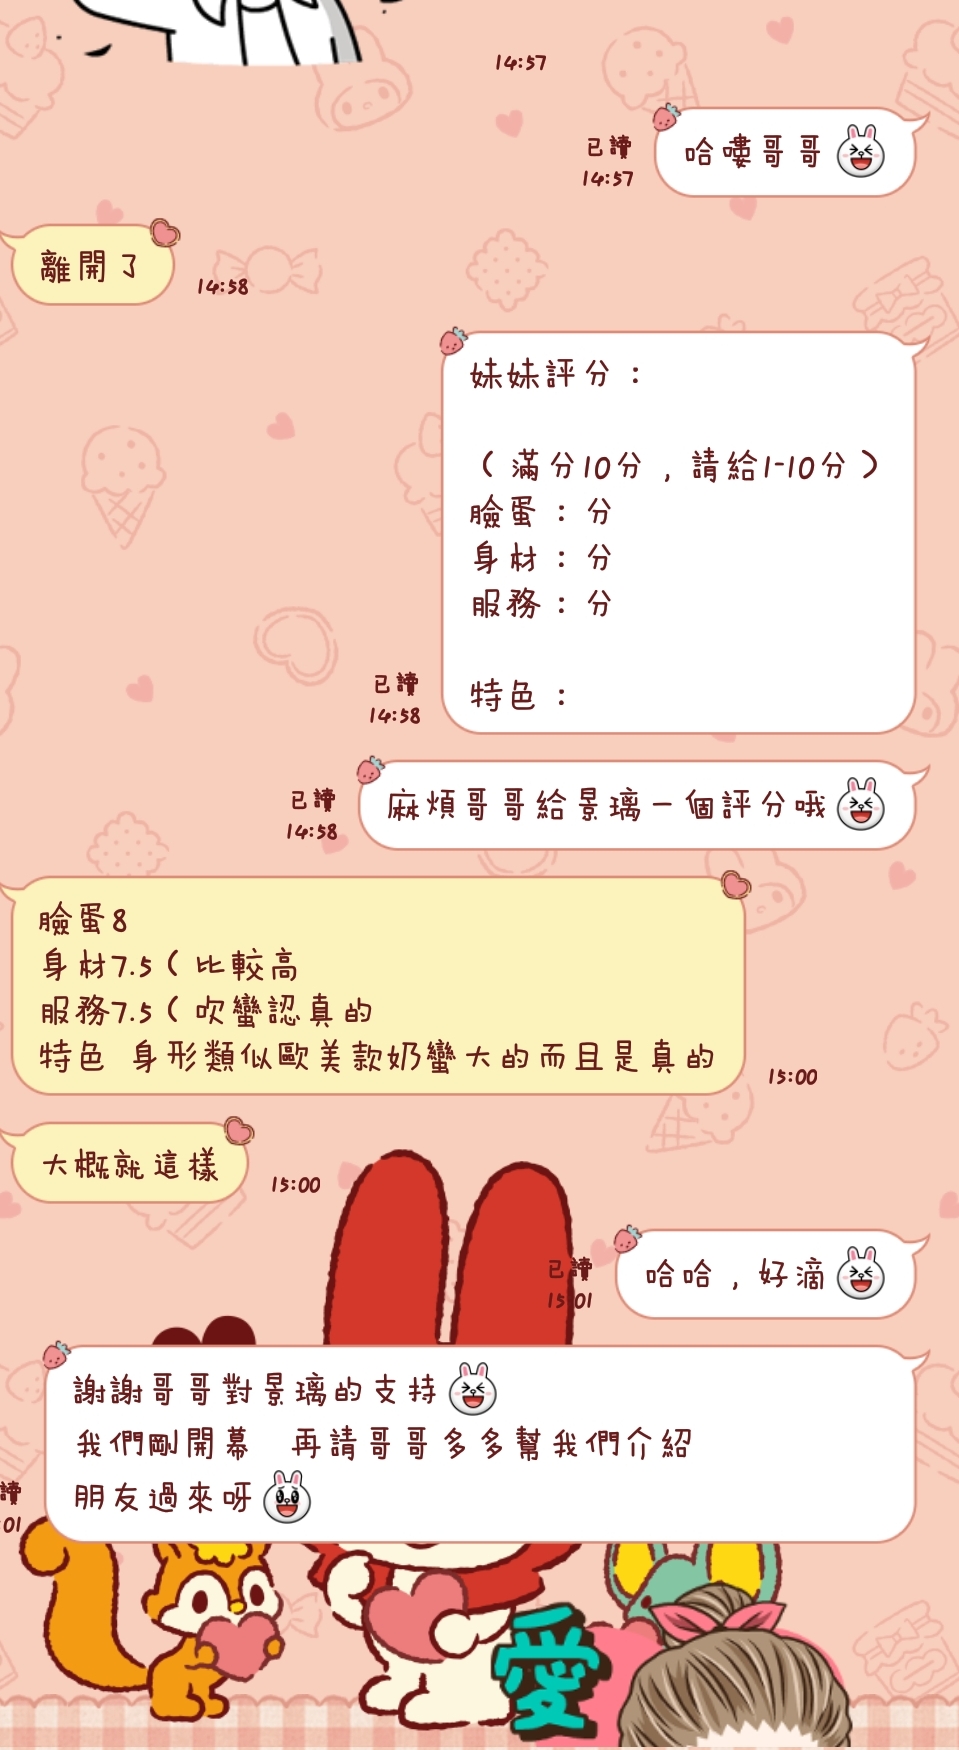 14:57
哈嘍哥哥
已讀
14:57
離開了
14:58
妹妹評分：
（滿分10分，請給1-10分）
臉蛋：分
身材：分
服務：分
特色：
已讀
14:58
麻煩哥哥給景璃一個評分哦
已讀
14:58
臉蛋8
身材7.5（比較高
服務7.5（吹蠻認真的
特色 身形類似歐美款奶蠻大的而且是真的
15:00
大概就這樣
15:00
哈哈，好滴
已讀
15:01
謝謝哥哥對景璃的支持
我們剛開幕 再請哥哥多多幫我們介紹
朋友過來呀
讀
01
愛